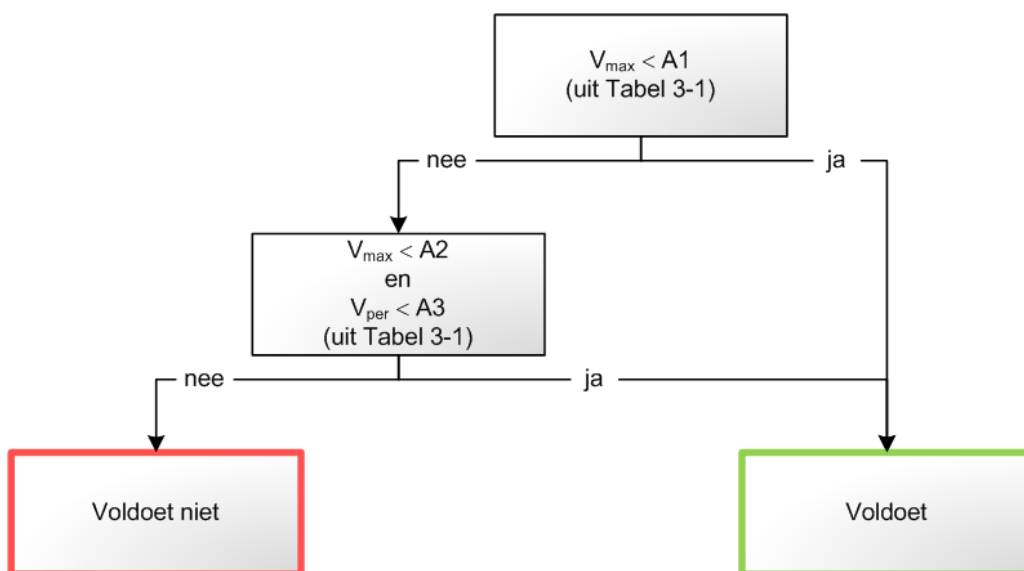 Vmax < A1
(uit Tabel 3-1)
nee
ja
Vmax < A2
en
Vper < A3
(uit Tabel 3-1)
nee
ja
Voldoet niet
Voldoet